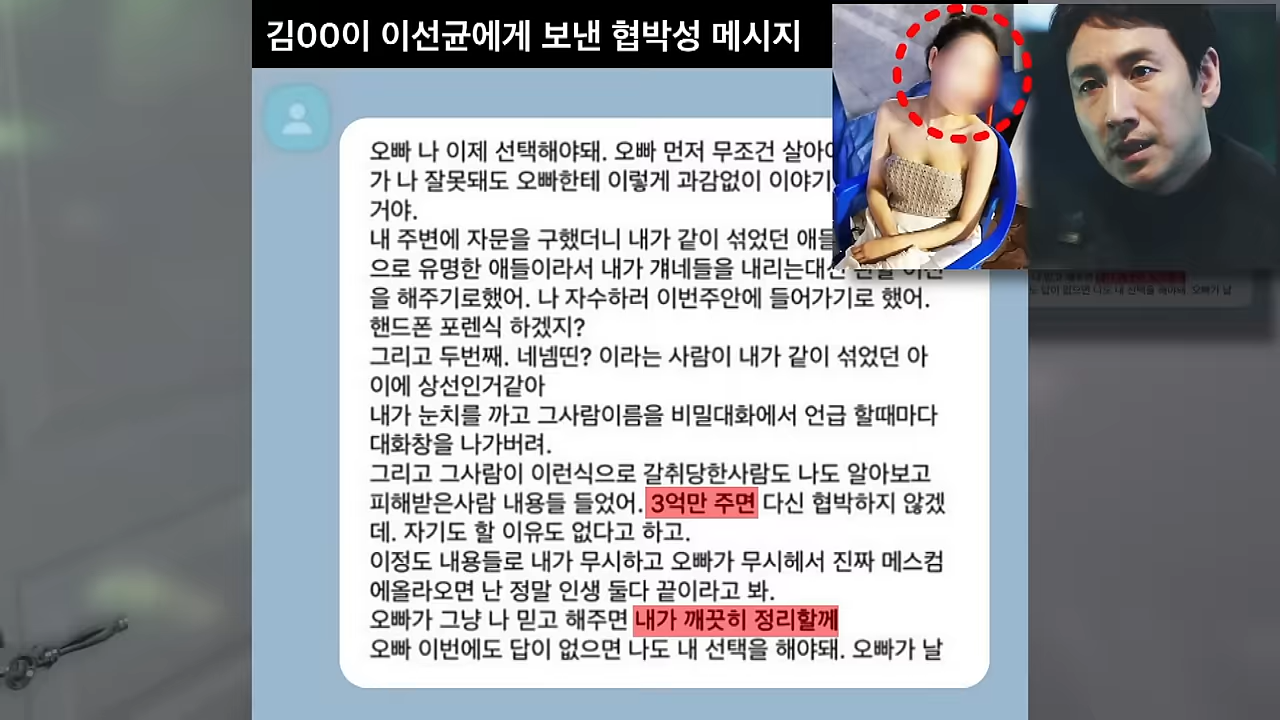 김OO이 이선균에게 보낸 협박성 메시지
오빠 나 이제 선택해야돼. 오빠 먼저 무조건
가 나 잘못돼도 오빠한테 이렇게 과감없이
거야.
내 주변에 자문을 구했더니 내가 같이 섞었던
으로 유명한 애들이라서 내가 걔네들을
을 해주기로했어. 나 자수하러 이번주안에 들어가기로 했어.
핸드폰 포렌식 하겠지?
그리고 두번째. 네넴띤? 이라는 사람이 내가 같이 섞었던 아
이에 상선인거같아
내가 눈치를 까고 그사람이름을 비밀대화에서 언급 할때마다
대화창을 나가버려.
그리고 그사람이 이런식으로 갈취당한사람도 나도 알아보고
피해받은사람 내용들 들었어. 3억만 주면 다신 협박하지 않겠
데. 자기도 할 이유도 없다고 하고.
이정도 내용들로 내가 무시하고 오빠가 무시헤서 진짜 메스컴
에올라오면 난 정말 인생 둘다 끝이라고 봐.
오빠가 그냥 나 믿고 해주면 내가 깨끗히 정리할께
오빠 이번에도 답이 없으면 나도 내 선택을 해야돼. 오빠가 날